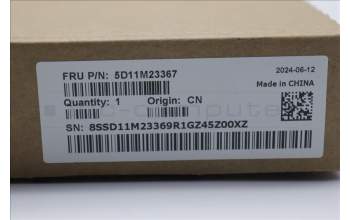 FRU P/N: 5D11M23367
2024-06-12
Made in CHINA
Quantity: 1 Origin: CN
SN: 8SSD11M23369R1GZ45Z00XZ